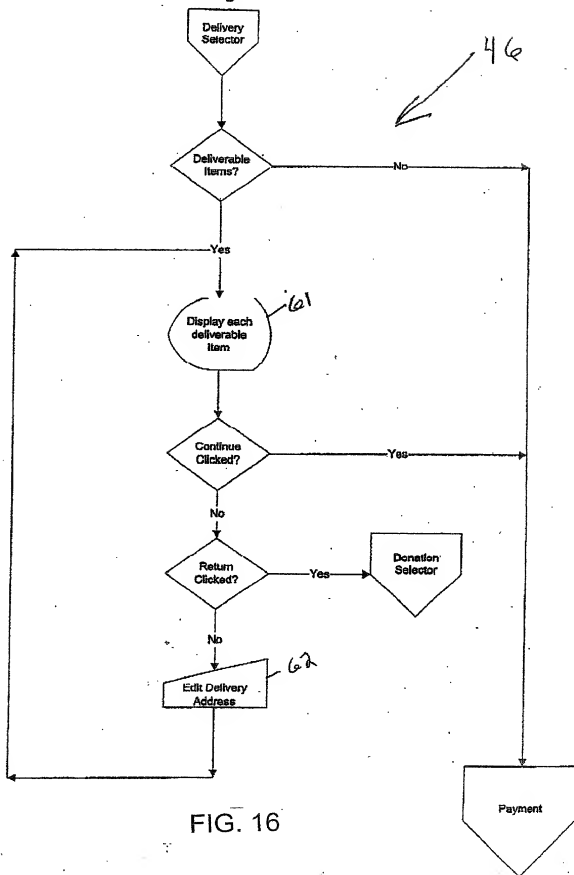 Delivery
Selector
46
Deliverable
Items?
No
Yes
61
Display each
deliverable
Item
Continue
Clicked?
Yes
No
Return
Clicked?
Yes
Donation
Selector
No
62
Edit Delivery
Address
Payment
FIG. 16